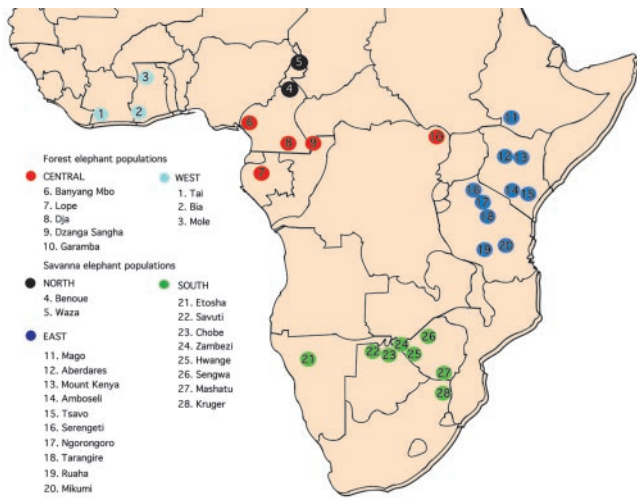 5
4
3
1
2
6
8
9
10
7
11
12
13
14
15
16
17
18
19
20
21
22
23
24
25
26
27
28
Forest elephant populations
CENTRAL
6. Banyang Mbo
7. Lope
8. Dja
9. Dzanga Sangha
10. Garamba
WEST
1. Tai
2. Bia
3. Mole
Savanna elephant populations
NORTH
4. Benoue
5. Waza
EAST
11. Mago
12. Aberdares
13. Mount Kenya
14. Amboseli
15. Tsavo
16. Serengeti
17. Ngorongoro
18. Tarangire
19. Ruaha
20. Mikumi
SOUTH
21. Etosha
22. Savuti
23. Chobe
24. Zambezi
25. Hwange
26. Sengwa
27. Mashatu
28. Kruger